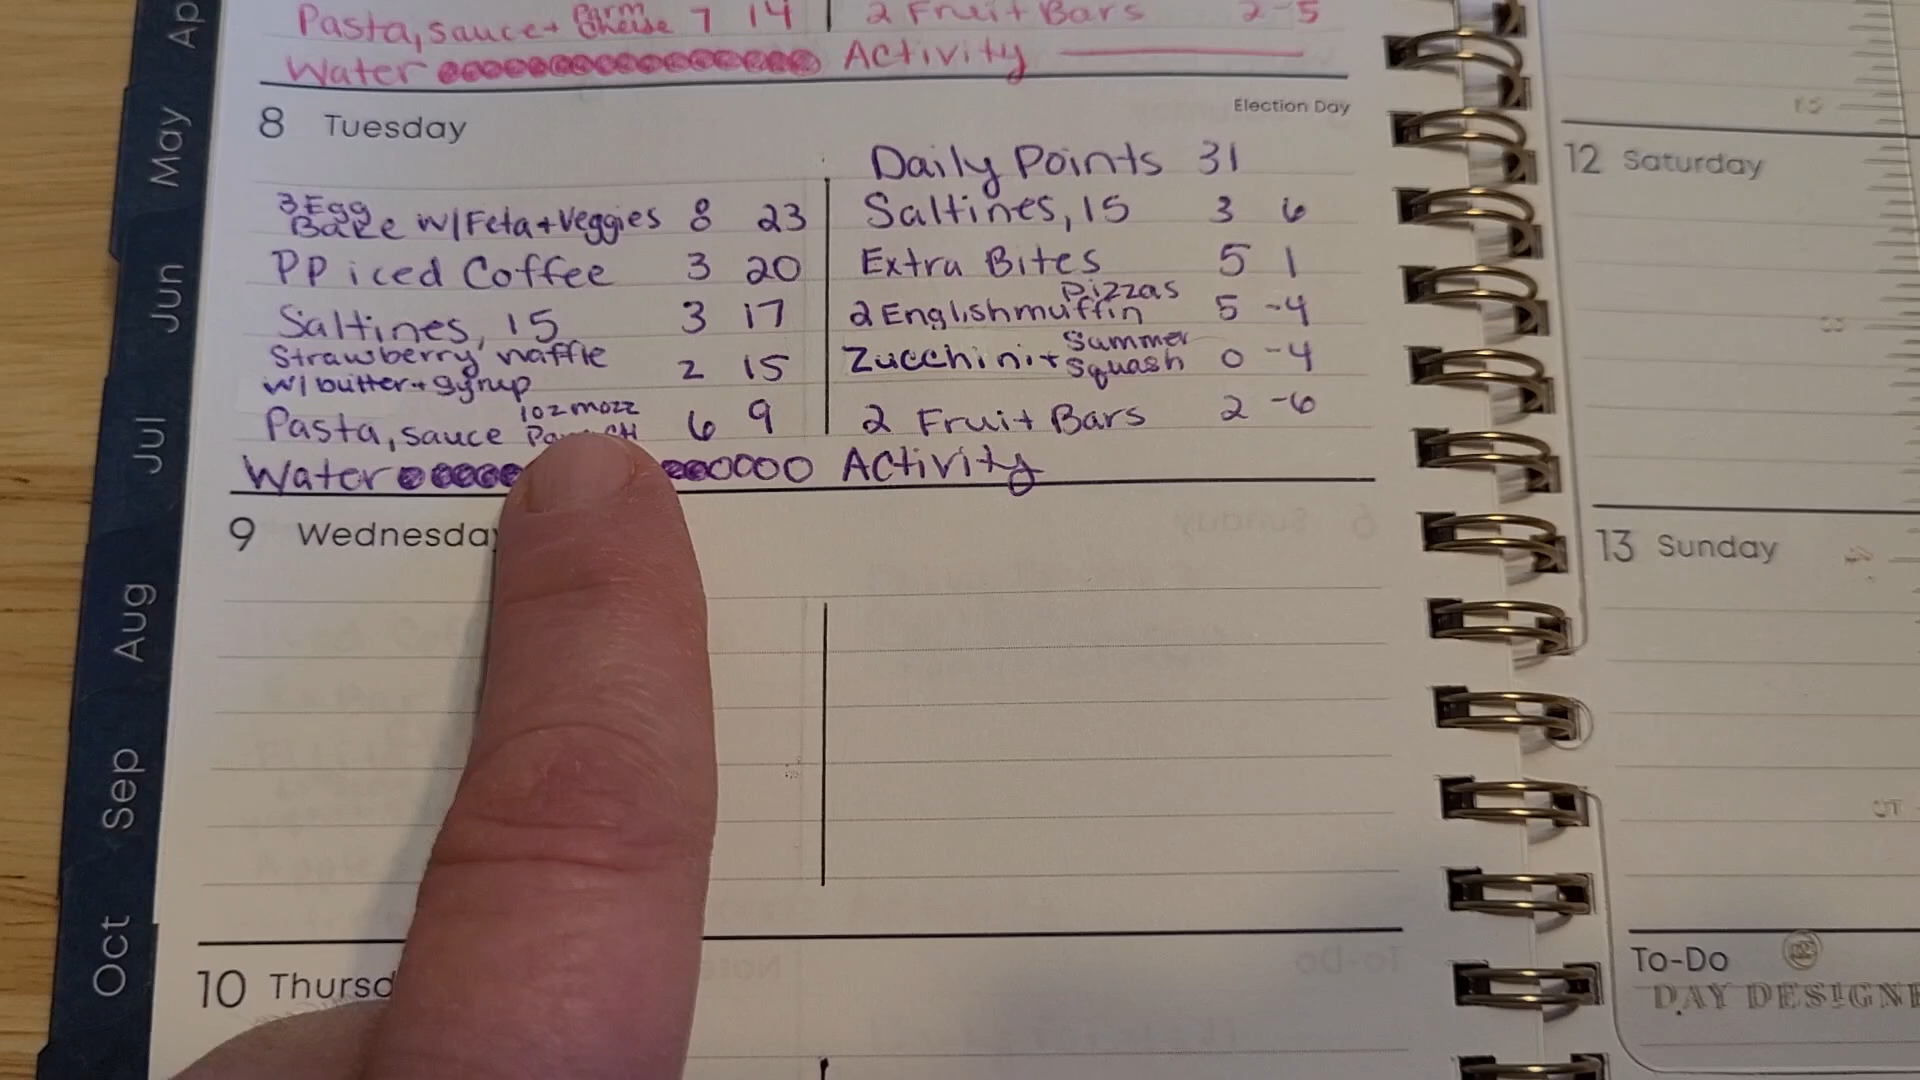 Pasta, sauce + Parm Cheese 7 14
2 Fruit Bars 2 -5
Water Activity
8 Tuesday
Election Day
Daily Points 31
3 Egg
Bake w/Feta + Veggies 8 23
PP iced Coffee 3 20
Saltines, 15 3 17
Strawberry waffle
w/ butter + syrup 2 15
Pasta, sauce 1oz mozz 6 9
Saltines, 15 3 6
Extra Bites 5 1
2 English muffin Pizzas 5 -4
Zucchini + Summer Squash 0 -4
2 Fruit Bars 2 -6
Water Activity
9 Wednesday
10 Thursd
12 Saturday
13 Sunday
To-Do
DAY DESIGNE
May
Jun
Jul
Aug
Sep
Oct